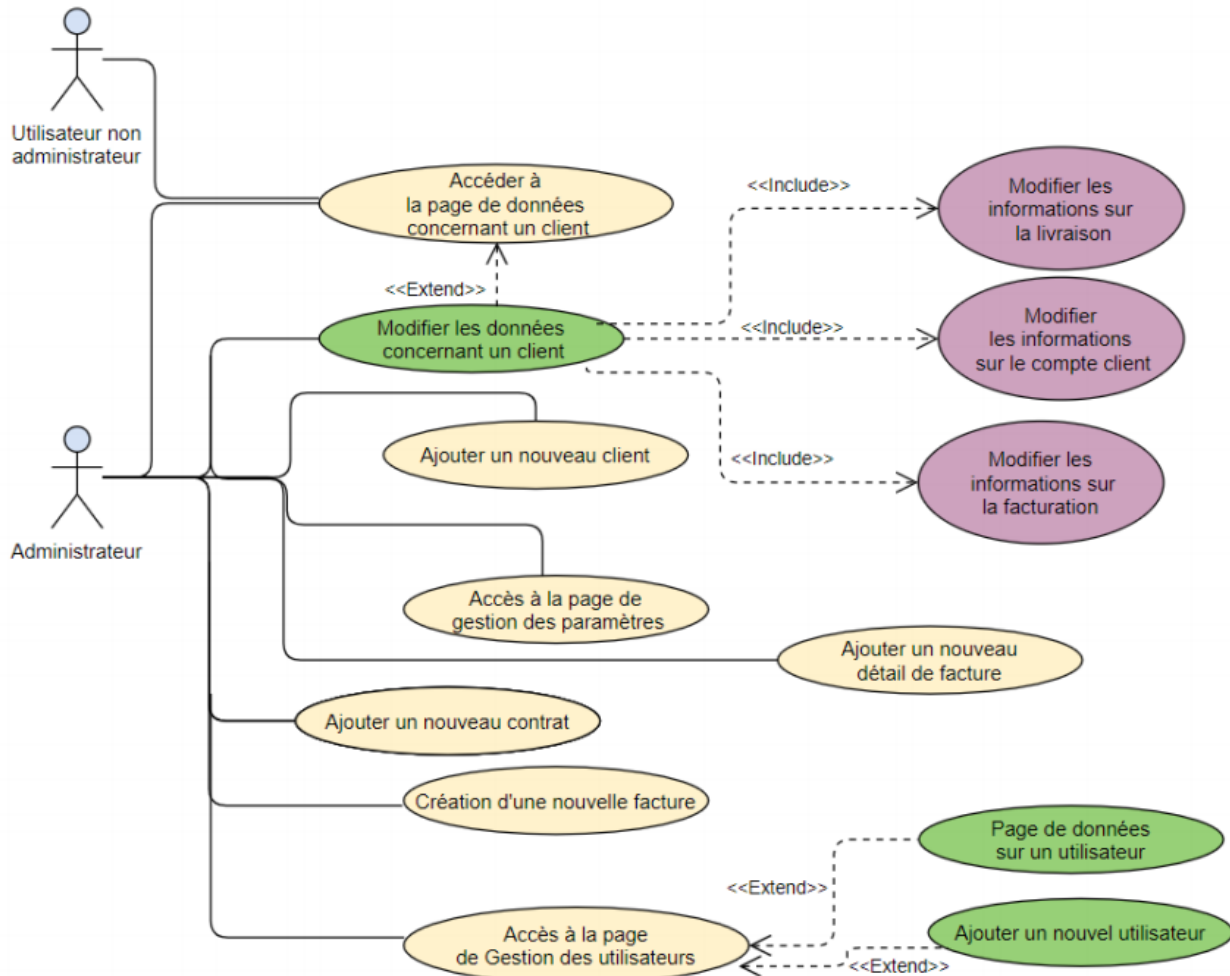 Utilisateur non
administrateur
Accéder à
la page de données
concernant un client
<<Include>>
Modifier les
informations sur
la livraison
<<Extend>>
Modifier les données
concernant un client
<<Include>>
Modifier
les informations
sur le compte client
Ajouter un nouveau client
<<Include>>
Modifier les
informations sur
la facturation
Administrateur
Accès à la page de
gestion des paramètres
Ajouter un nouveau
détail de facture
Ajouter un nouveau contrat
Création d'une nouvelle facture
Page de données
sur un utilisateur
<<Extend>>
Accès à la page
de Gestion des utilisateurs
Ajouter un nouvel utilisateur
<<Extend>>